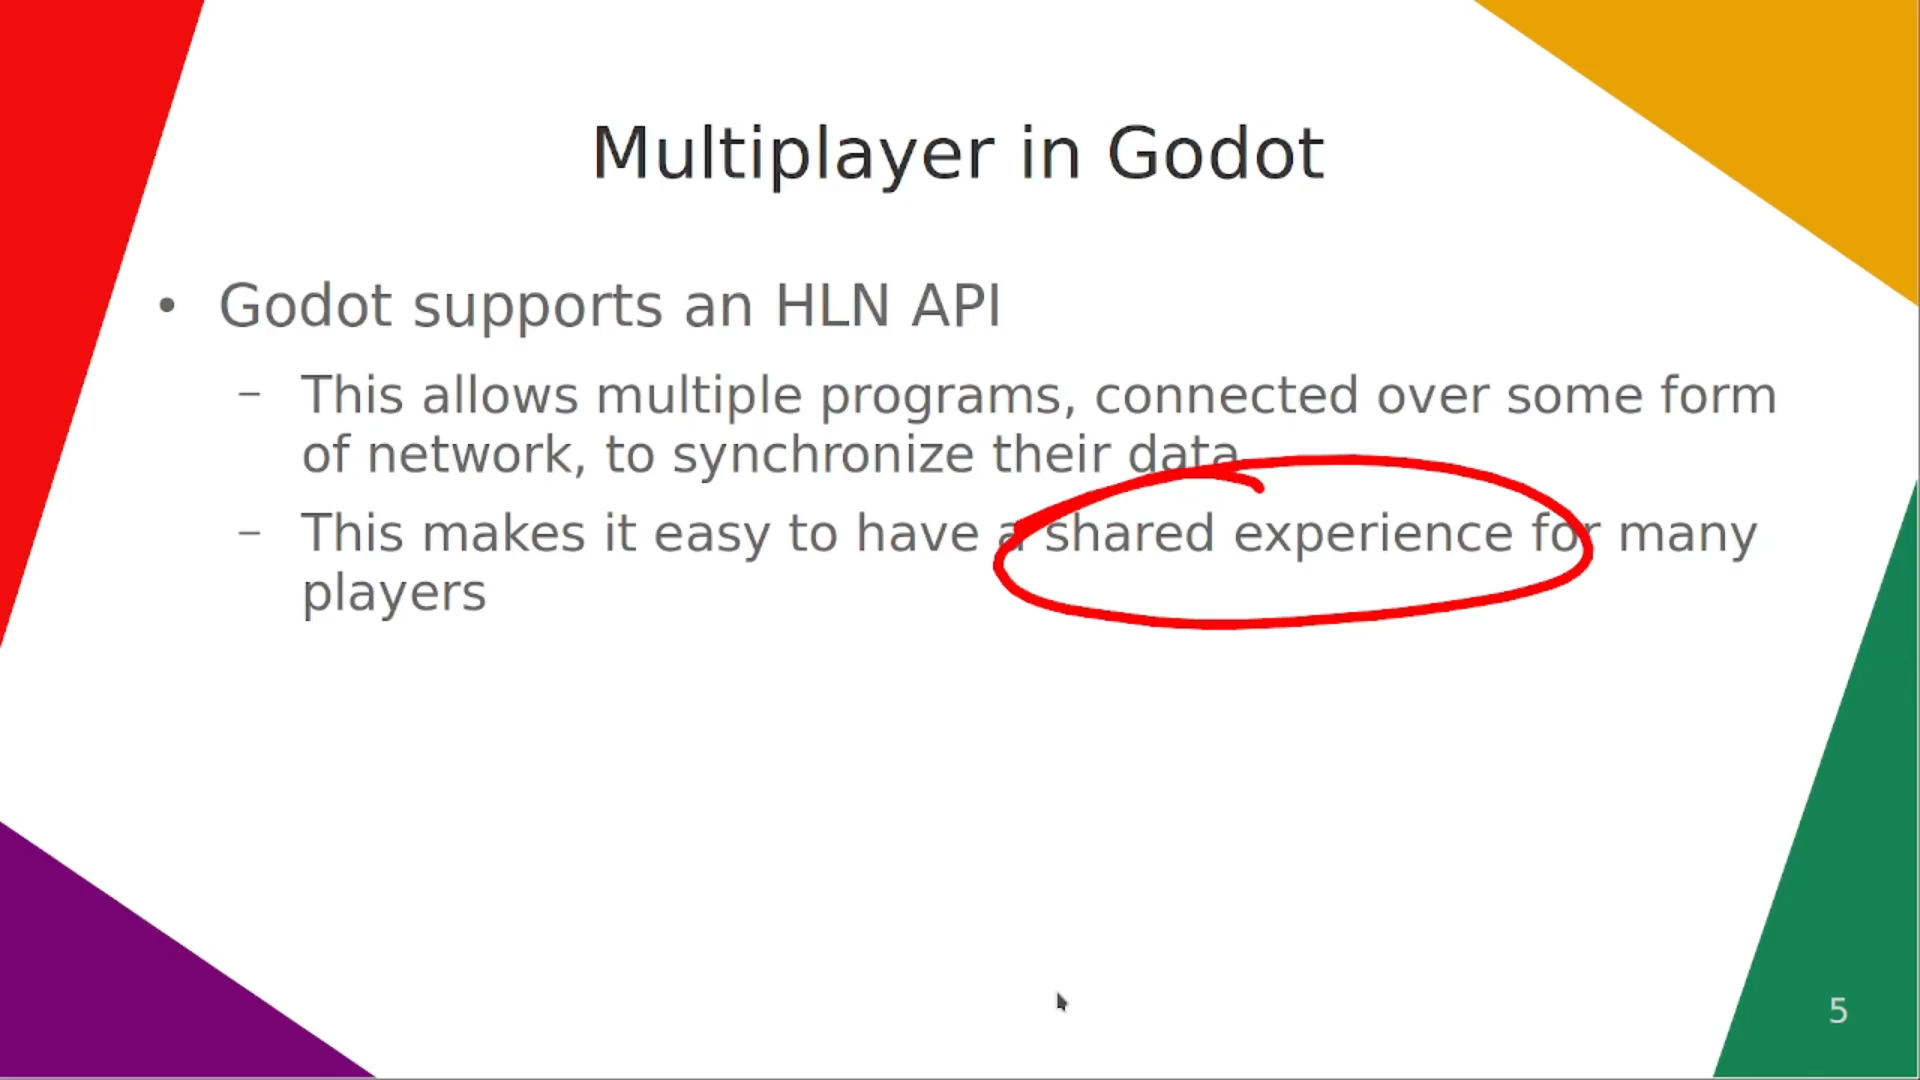 Multiplayer in Godot
• Godot supports an HLN API
– This allows multiple programs, connected over some form
of network, to synchronize their data
– This makes it easy to have a shared experience for many
players
5